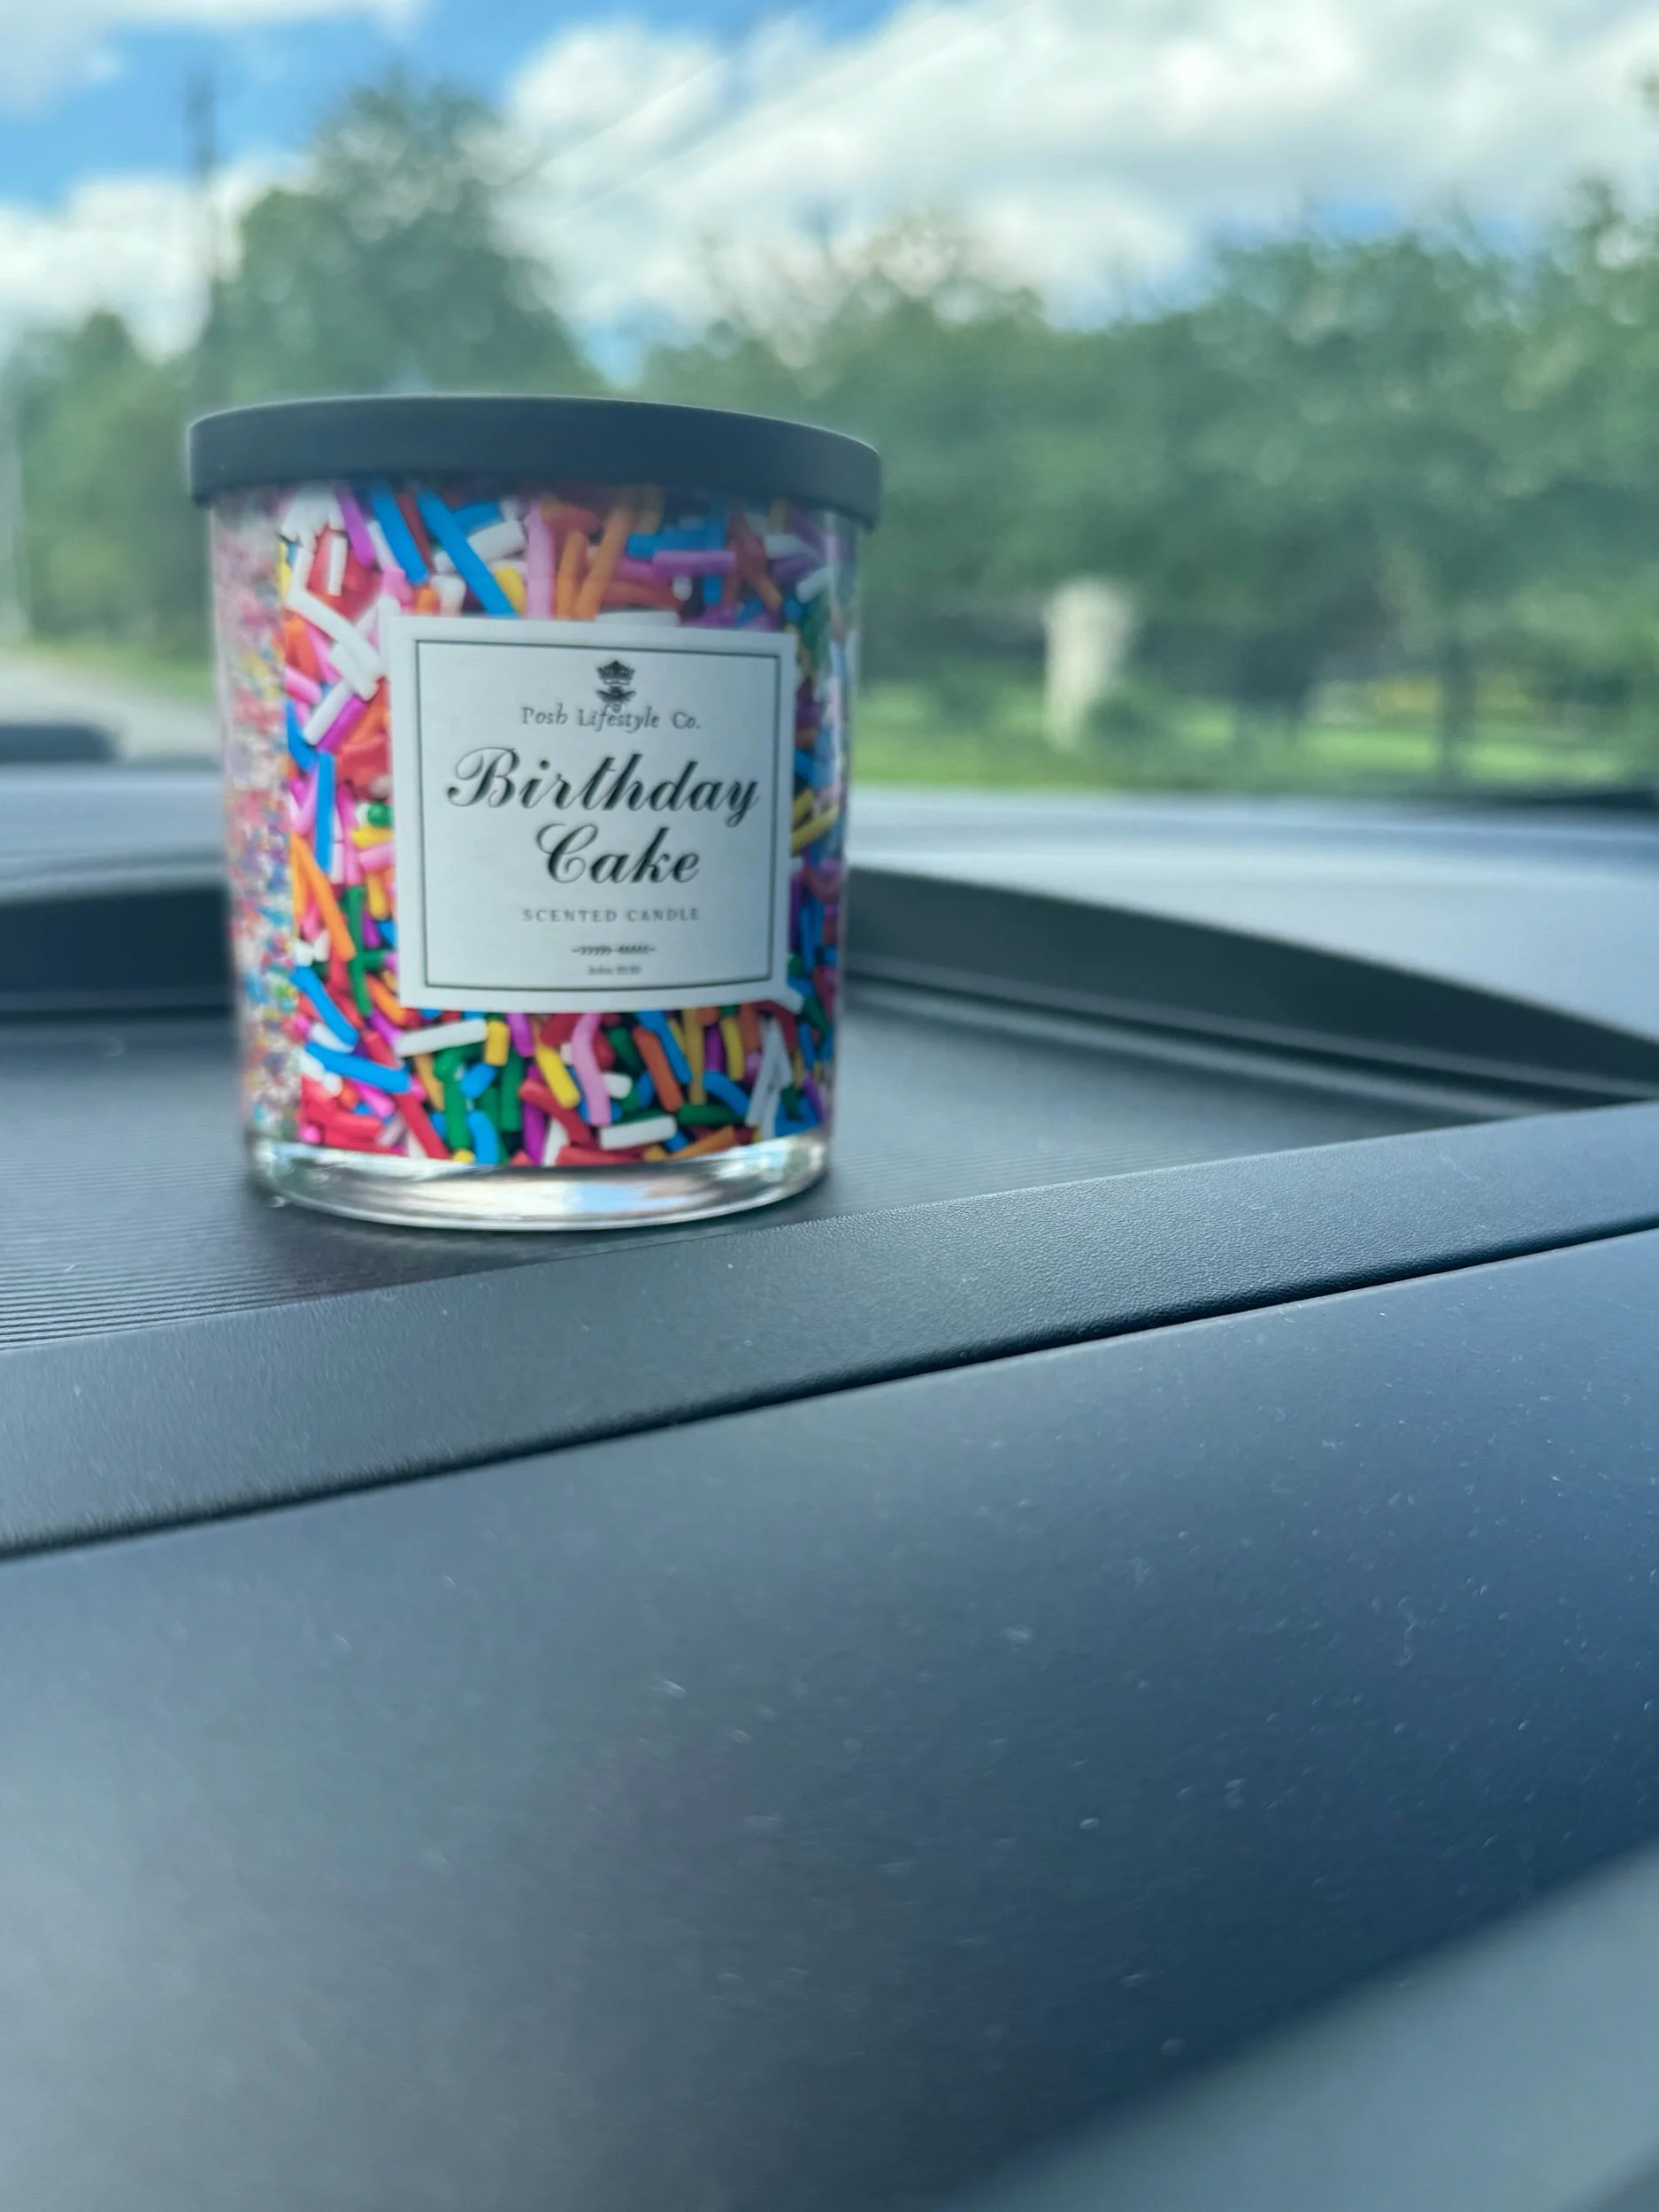 Posh Lifestyle Co.
Birthday
Cake
SCENTED CANDLE